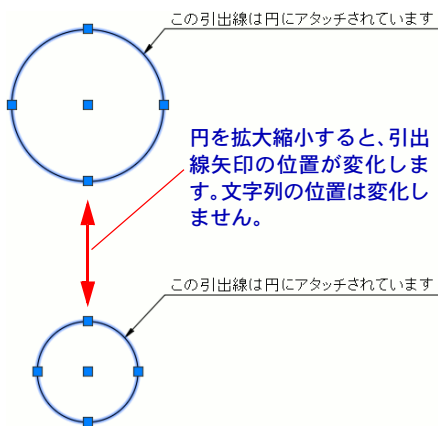 この引出線は円にアタッチされています
円を拡大縮小すると、引出
線矢印の位置が変化しま
す。文字列の位置は変化し
ません。
この引出線は円にアタッチされています